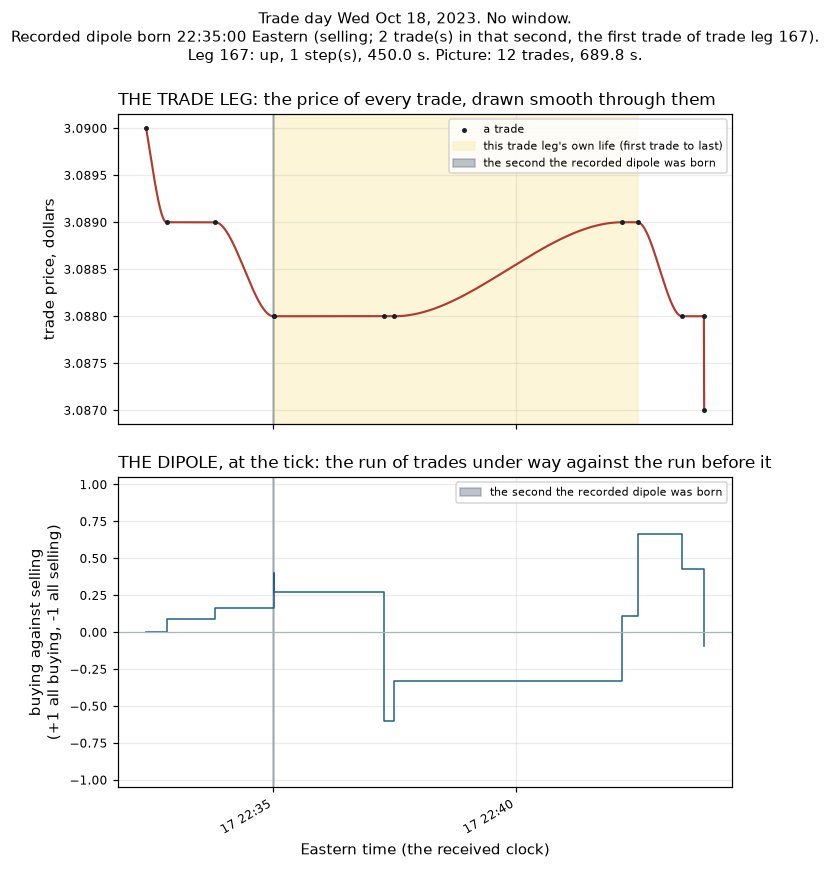 Trade day Wed Oct 18, 2023. No window.
Recorded dipole born 22:35:00 Eastern (selling; 2 trade(s) in that second, the first trade of trade leg 167).
Leg 167: up, 1 step(s), 450.0 s. Picture: 12 trades, 689.8 s.
THE TRADE LEG: the price of every trade, drawn smooth through them
a trade
this trade leg's own life (first trade to last)
the second the recorded dipole was born
trade price, dollars
3.0900
3.0895
3.0890
3.0885
3.0880
3.0875
3.0870
THE DIPOLE, at the tick: the run of trades under way against the run before it
the second the recorded dipole was born
buying against selling
(+1 all buying, -1 all selling)
1.00
0.75
0.50
0.25
0.00
−0.25
−0.50
−0.75
−1.00
17 22:35
17 22:40
Eastern time (the received clock)